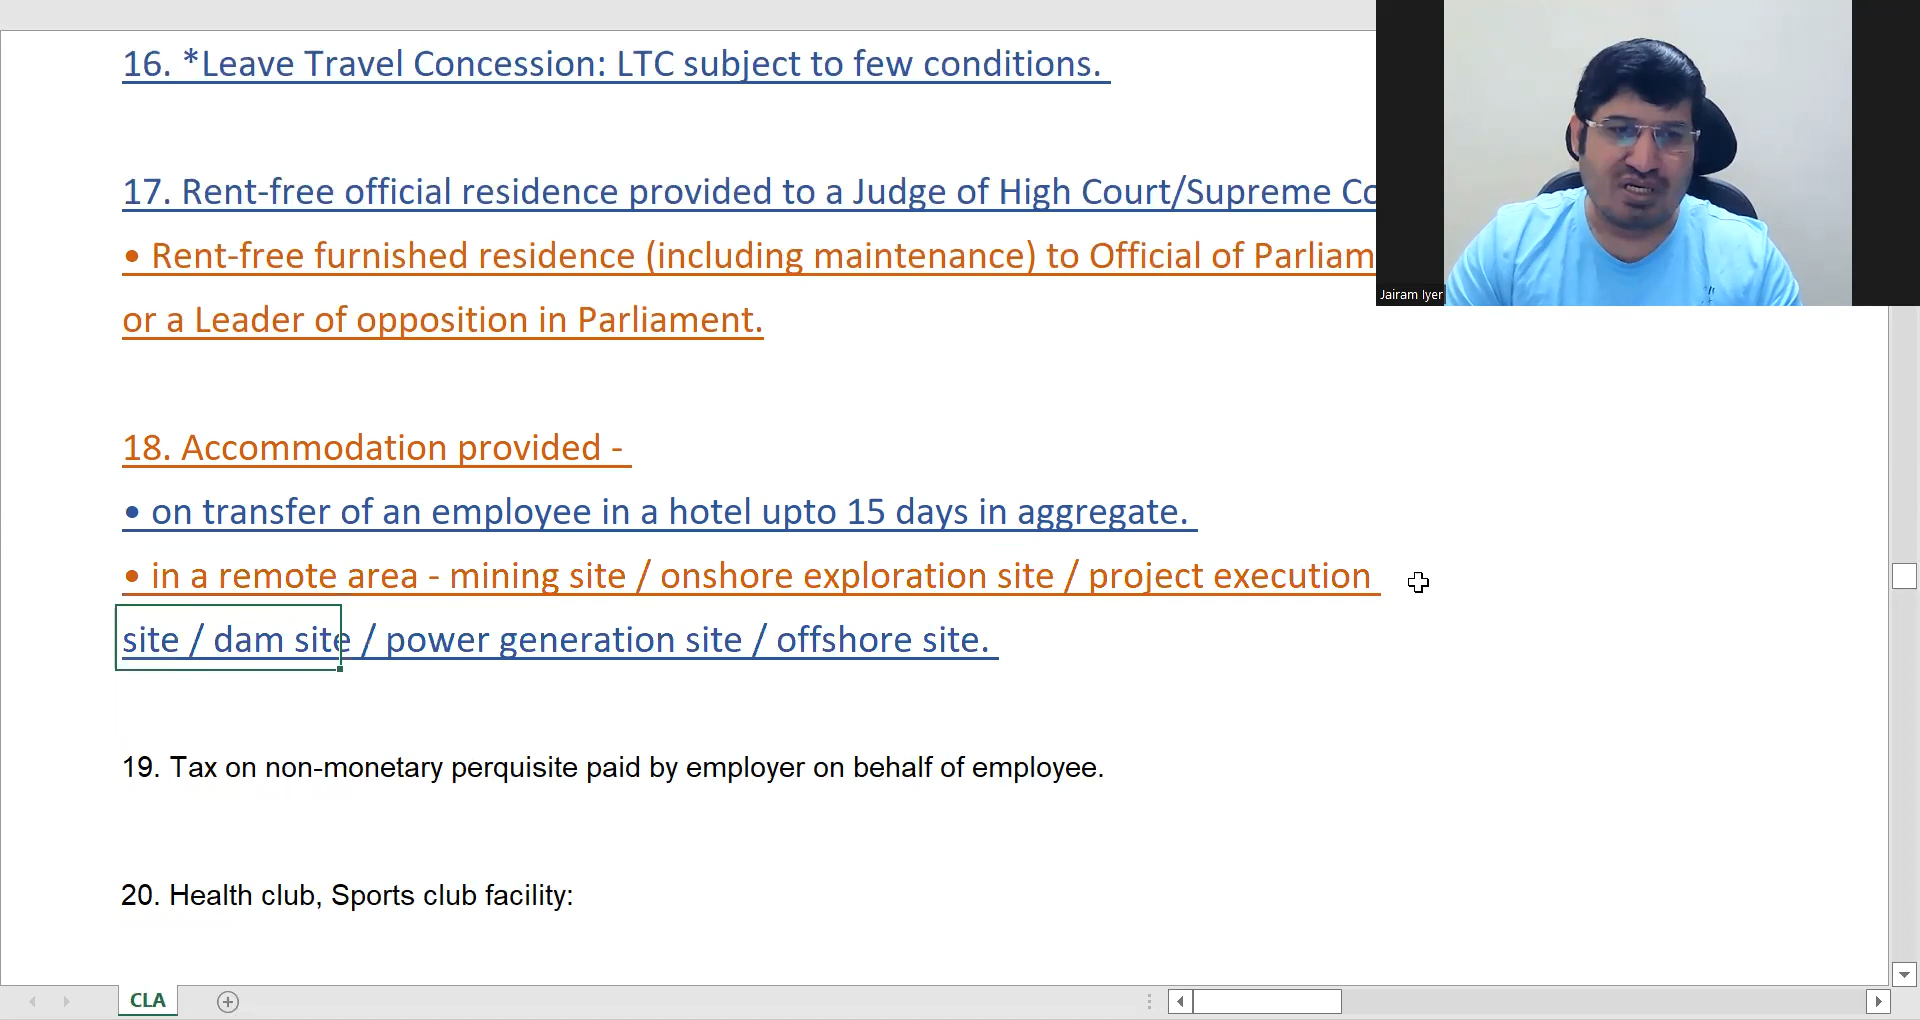 16. *Leave Travel Concession: LTC subject to few conditions.
17. Rent-free official residence provided to a Judge of High Court/Supreme
• Rent-free furnished residence (including maintenance) to Official of
or a Leader of opposition in Parliament.
Jairam Iyer
18. Accommodation provided -
• on transfer of an employee in a hotel upto 15 days in aggregate.
• in a remote area - mining site / onshore exploration site / project execution
site / dam site / power generation site / offshore site.
19. Tax on non-monetary perquisite paid by employer on behalf of employee.
20. Health club, Sports club facility:
CLA